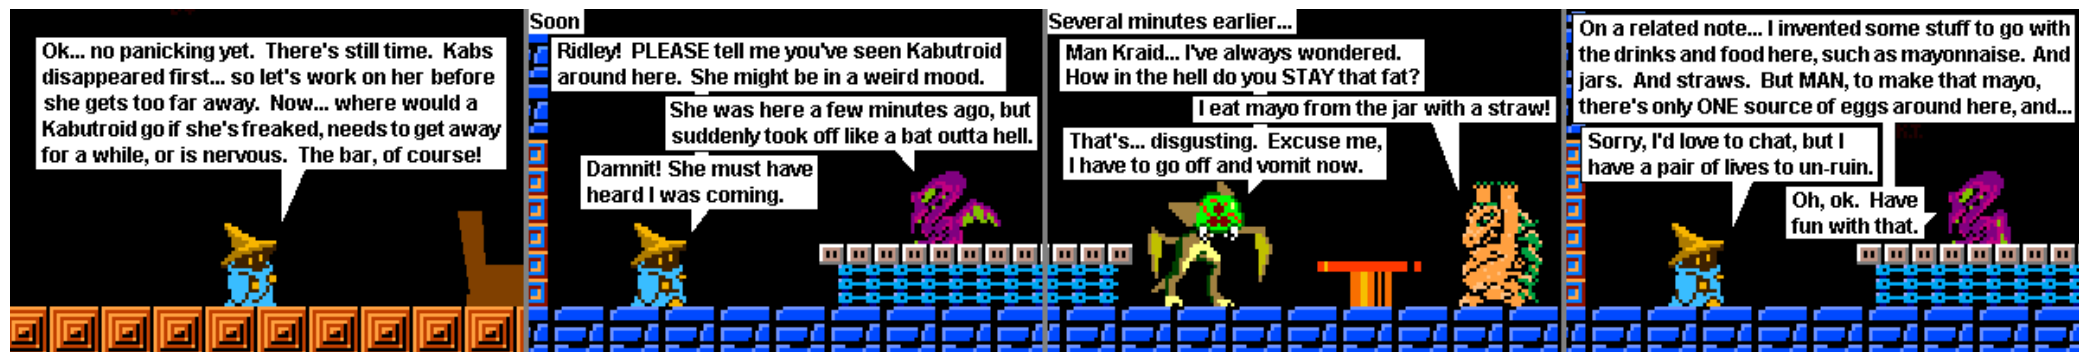 Ok... no panicking yet. There's still time. Kabs
disappeared first... so let's work on her before
she gets too far away. Now... where would a
Kabutroid go if she's freaked, needs to get away
for a while, or is nervous. The bar, of course!
Soon
Ridley! PLEASE tell me you've seen Kabutroid
around here. She might be in a weird mood.
She was here a few minutes ago, but
suddenly took off like a bat outta hell.
Damnit! She must have
heard I was coming.
Several minutes earlier...
Man Kraid... I've always wondered.
How in the hell do you STAY that fat?
I eat mayo from the jar with a straw!
That's... disgusting. Excuse me,
I have to go off and vomit now.
On a related note... I invented some stuff to go with
the drinks and food here, such as mayonnaise. And
jars. And straws. But MAN, to make that mayo,
there's only ONE source of eggs around here, and...
Sorry, I'd love to chat, but I
have a pair of lives to un-ruin.
Oh, ok. Have
fun with that.